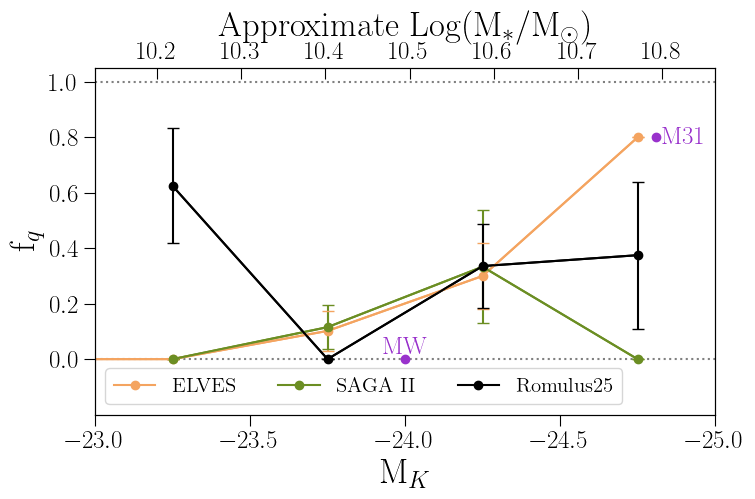 Approximate Log(M*/M☉)
10.2 10.3 10.4 10.5 10.6 10.7 10.8
1.0
0.8
0.6
0.4
0.2
0.0
f_q
M31
MW
ELVES SAGA II Romulus25
−23.0 −23.5 −24.0 −24.5 −25.0
M_K